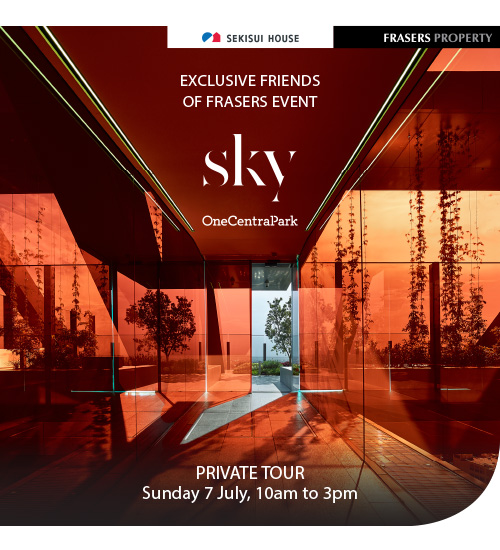 SEKISUI HOUSE
FRASERS PROPERTY
EXCLUSIVE FRIENDS
OF FRASERS EVENT
sky
OneCentraPark
PRIVATE TOUR
Sunday 7 July, 10am to 3pm